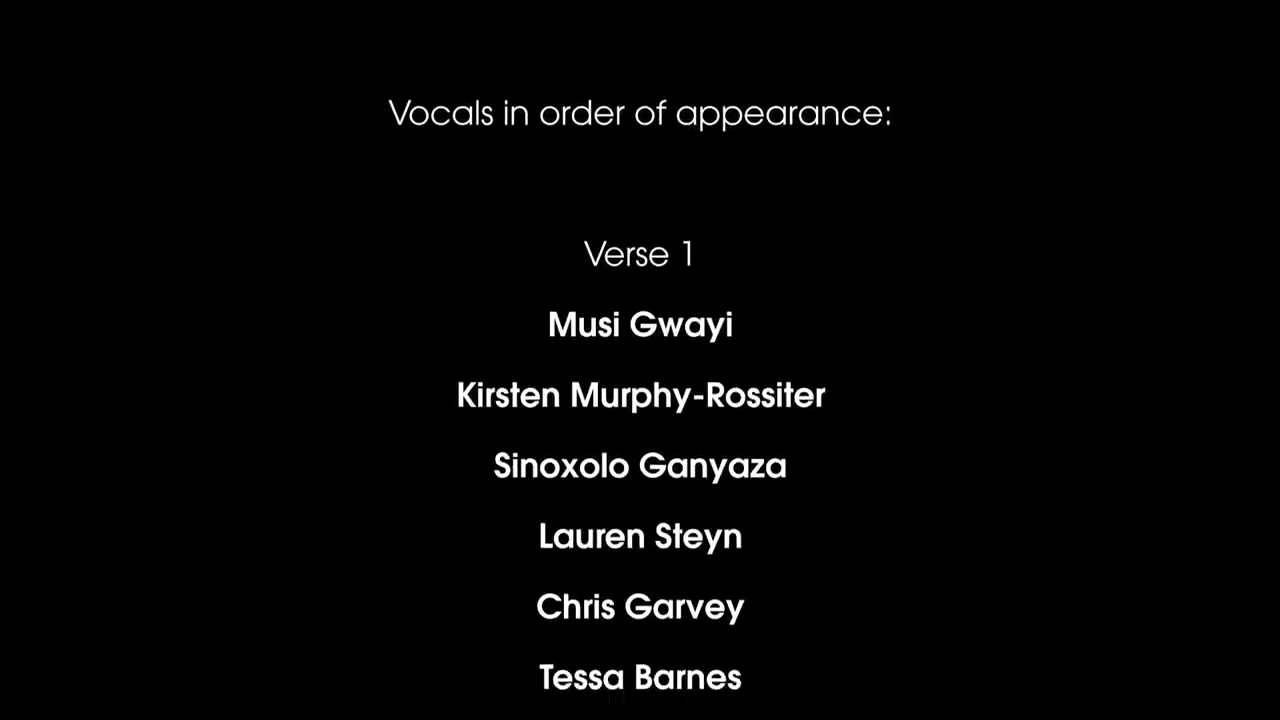 Vocals in order of appearance:
Verse 1
Musi Gwayi
Kirsten Murphy-Rossiter
Sinoxolo Ganyaza
Lauren Steyn
Chris Garvey
Tessa Barnes